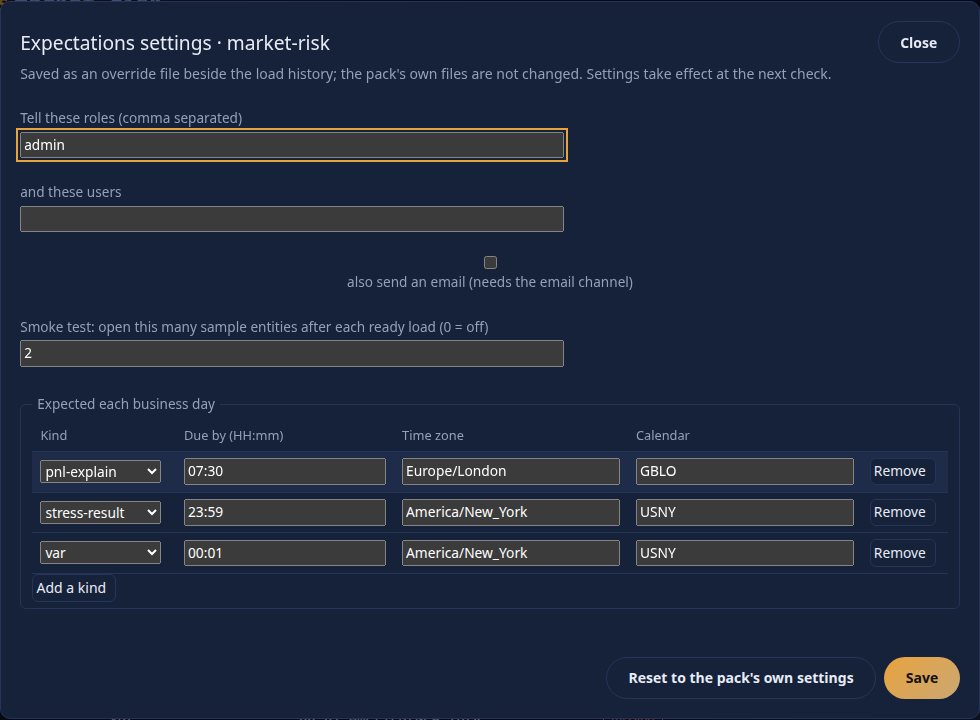 Expectations settings · market-risk
Close
Saved as an override file beside the load history; the pack's own files are not changed. Settings take effect at the next check.
Tell these roles (comma separated)
admin
and these users
also send an email (needs the email channel)
Smoke test: open this many sample entities after each ready load (0 = off)
2
Expected each business day
Kind Due by (HH:mm) Time zone Calendar
pnl-explain 07:30 Europe/London GBLO Remove
stress-result 23:59 America/New_York USNY Remove
var 00:01 America/New_York USNY Remove
Add a kind
Reset to the pack's own settings Save